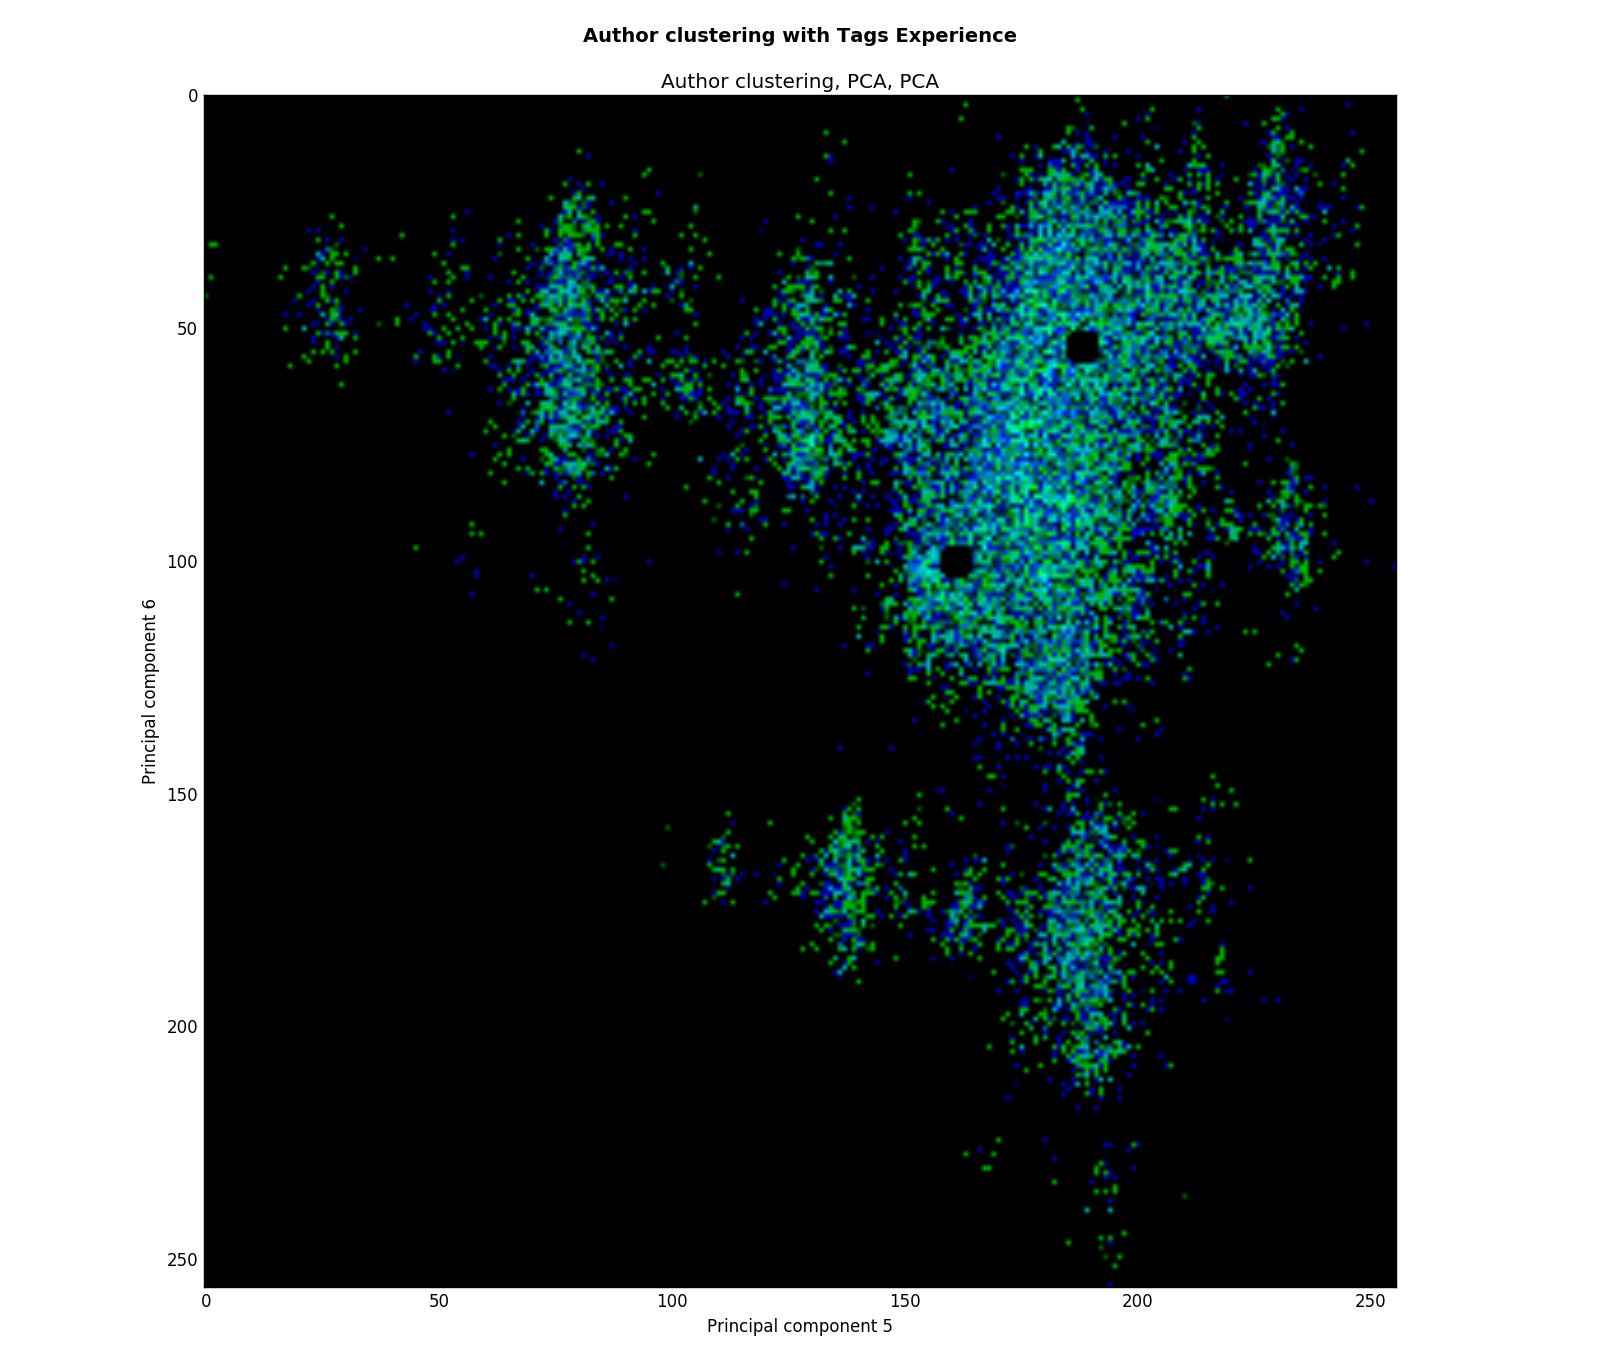 Author clustering with Tags Experience
Author clustering, PCA, PCA
0
50
100
150
200
250
Principal component 6
0 50 100 150 200 250
Principal component 5